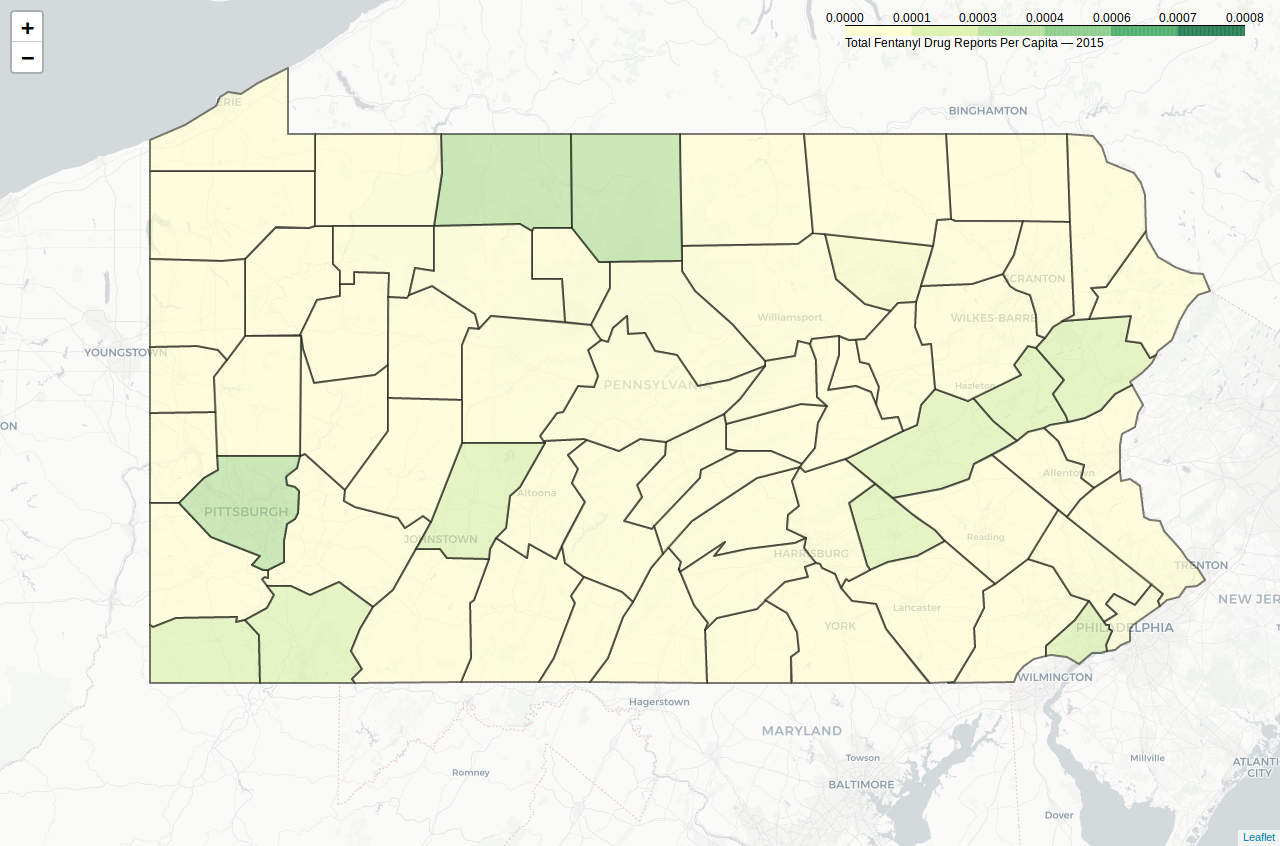 +
−
0.0000 0.0001 0.0003 0.0004 0.0006 0.0007 0.0008
Total Fentanyl Drug Reports Per Capita — 2015
ERIE
BINGHAMTON
SCRANTON
Williamsport
WILKES-BARRE
YOUNGSTOWN
PENNSYLVANIA
Hazleton
ON
Allentown
Altoona
PITTSBURGH
JOHNSTOWN
Reading
HARRISBURG
TRENTON
NEW JER
Lancaster
YORK
PHILADELPHIA
WILMINGTON
Hagerstown
MARYLAND
Towson
Millville
ATLANTI
CITY
Romney
BALTIMORE
Dover
Leaflet